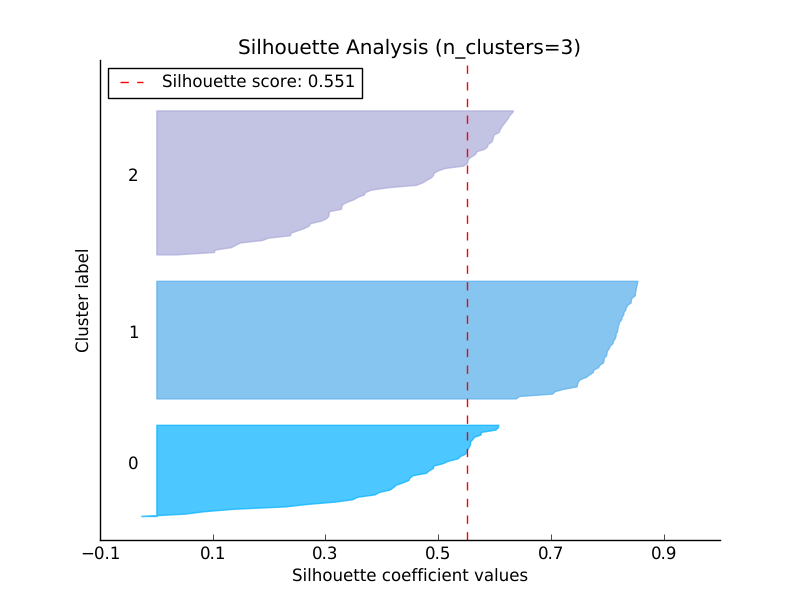 Silhouette Analysis (n_clusters=3)
Silhouette score: 0.551
2
1
0
Cluster label
−0.1 0.1 0.3 0.5 0.7 0.9
Silhouette coefficient values